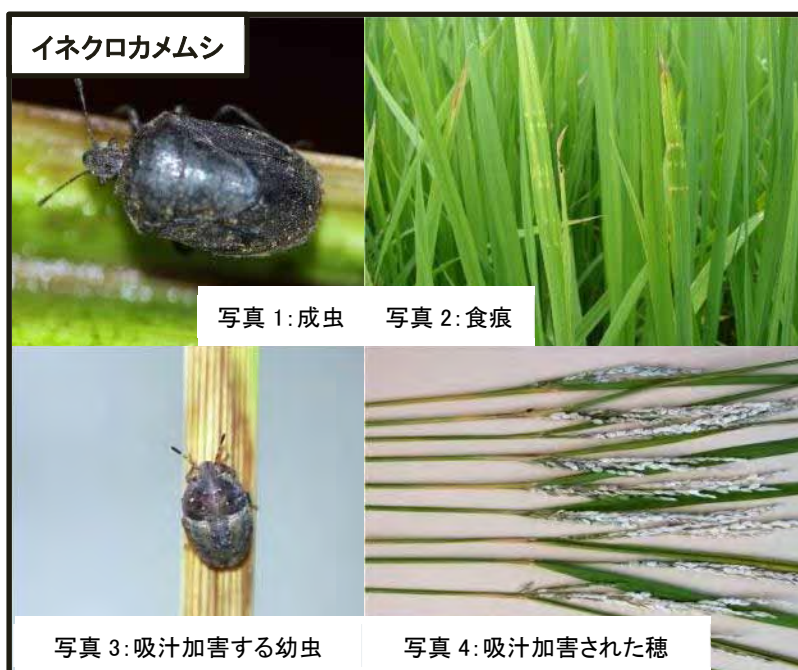 イネクロカメムシ
写真 1:成虫
写真 2:食痕
写真 3:吸汁加害する幼虫
写真 4:吸汁加害された穂